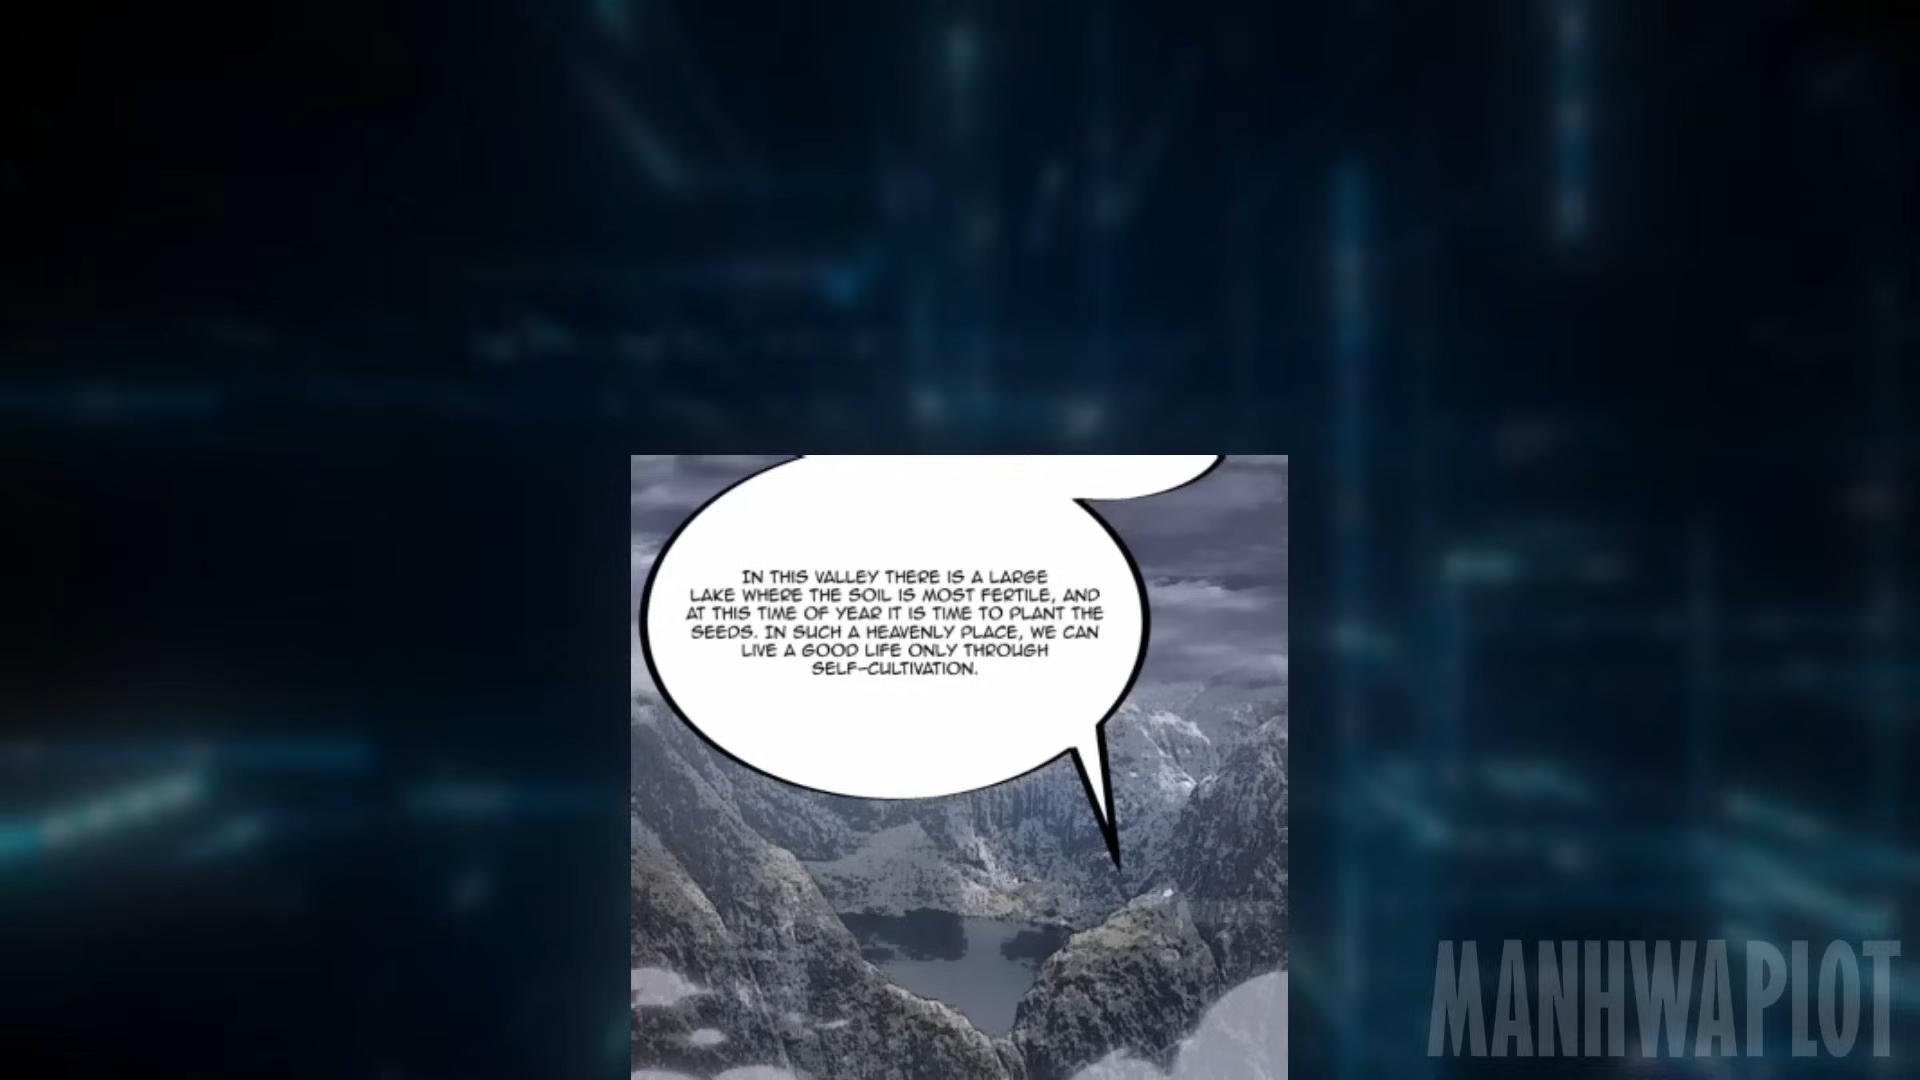 IN THIS VALLEY THERE IS A LARGE
LAKE WHERE THE SOIL IS MOST FERTILE, AND
AT THIS TIME OF YEAR IT IS TIME TO PLANT THE
SEEDS. IN SUCH A HEAVENLY PLACE, WE CAN
LIVE A GOOD LIFE ONLY THROUGH
SELF-CULTIVATION.
MANHWAPLOT